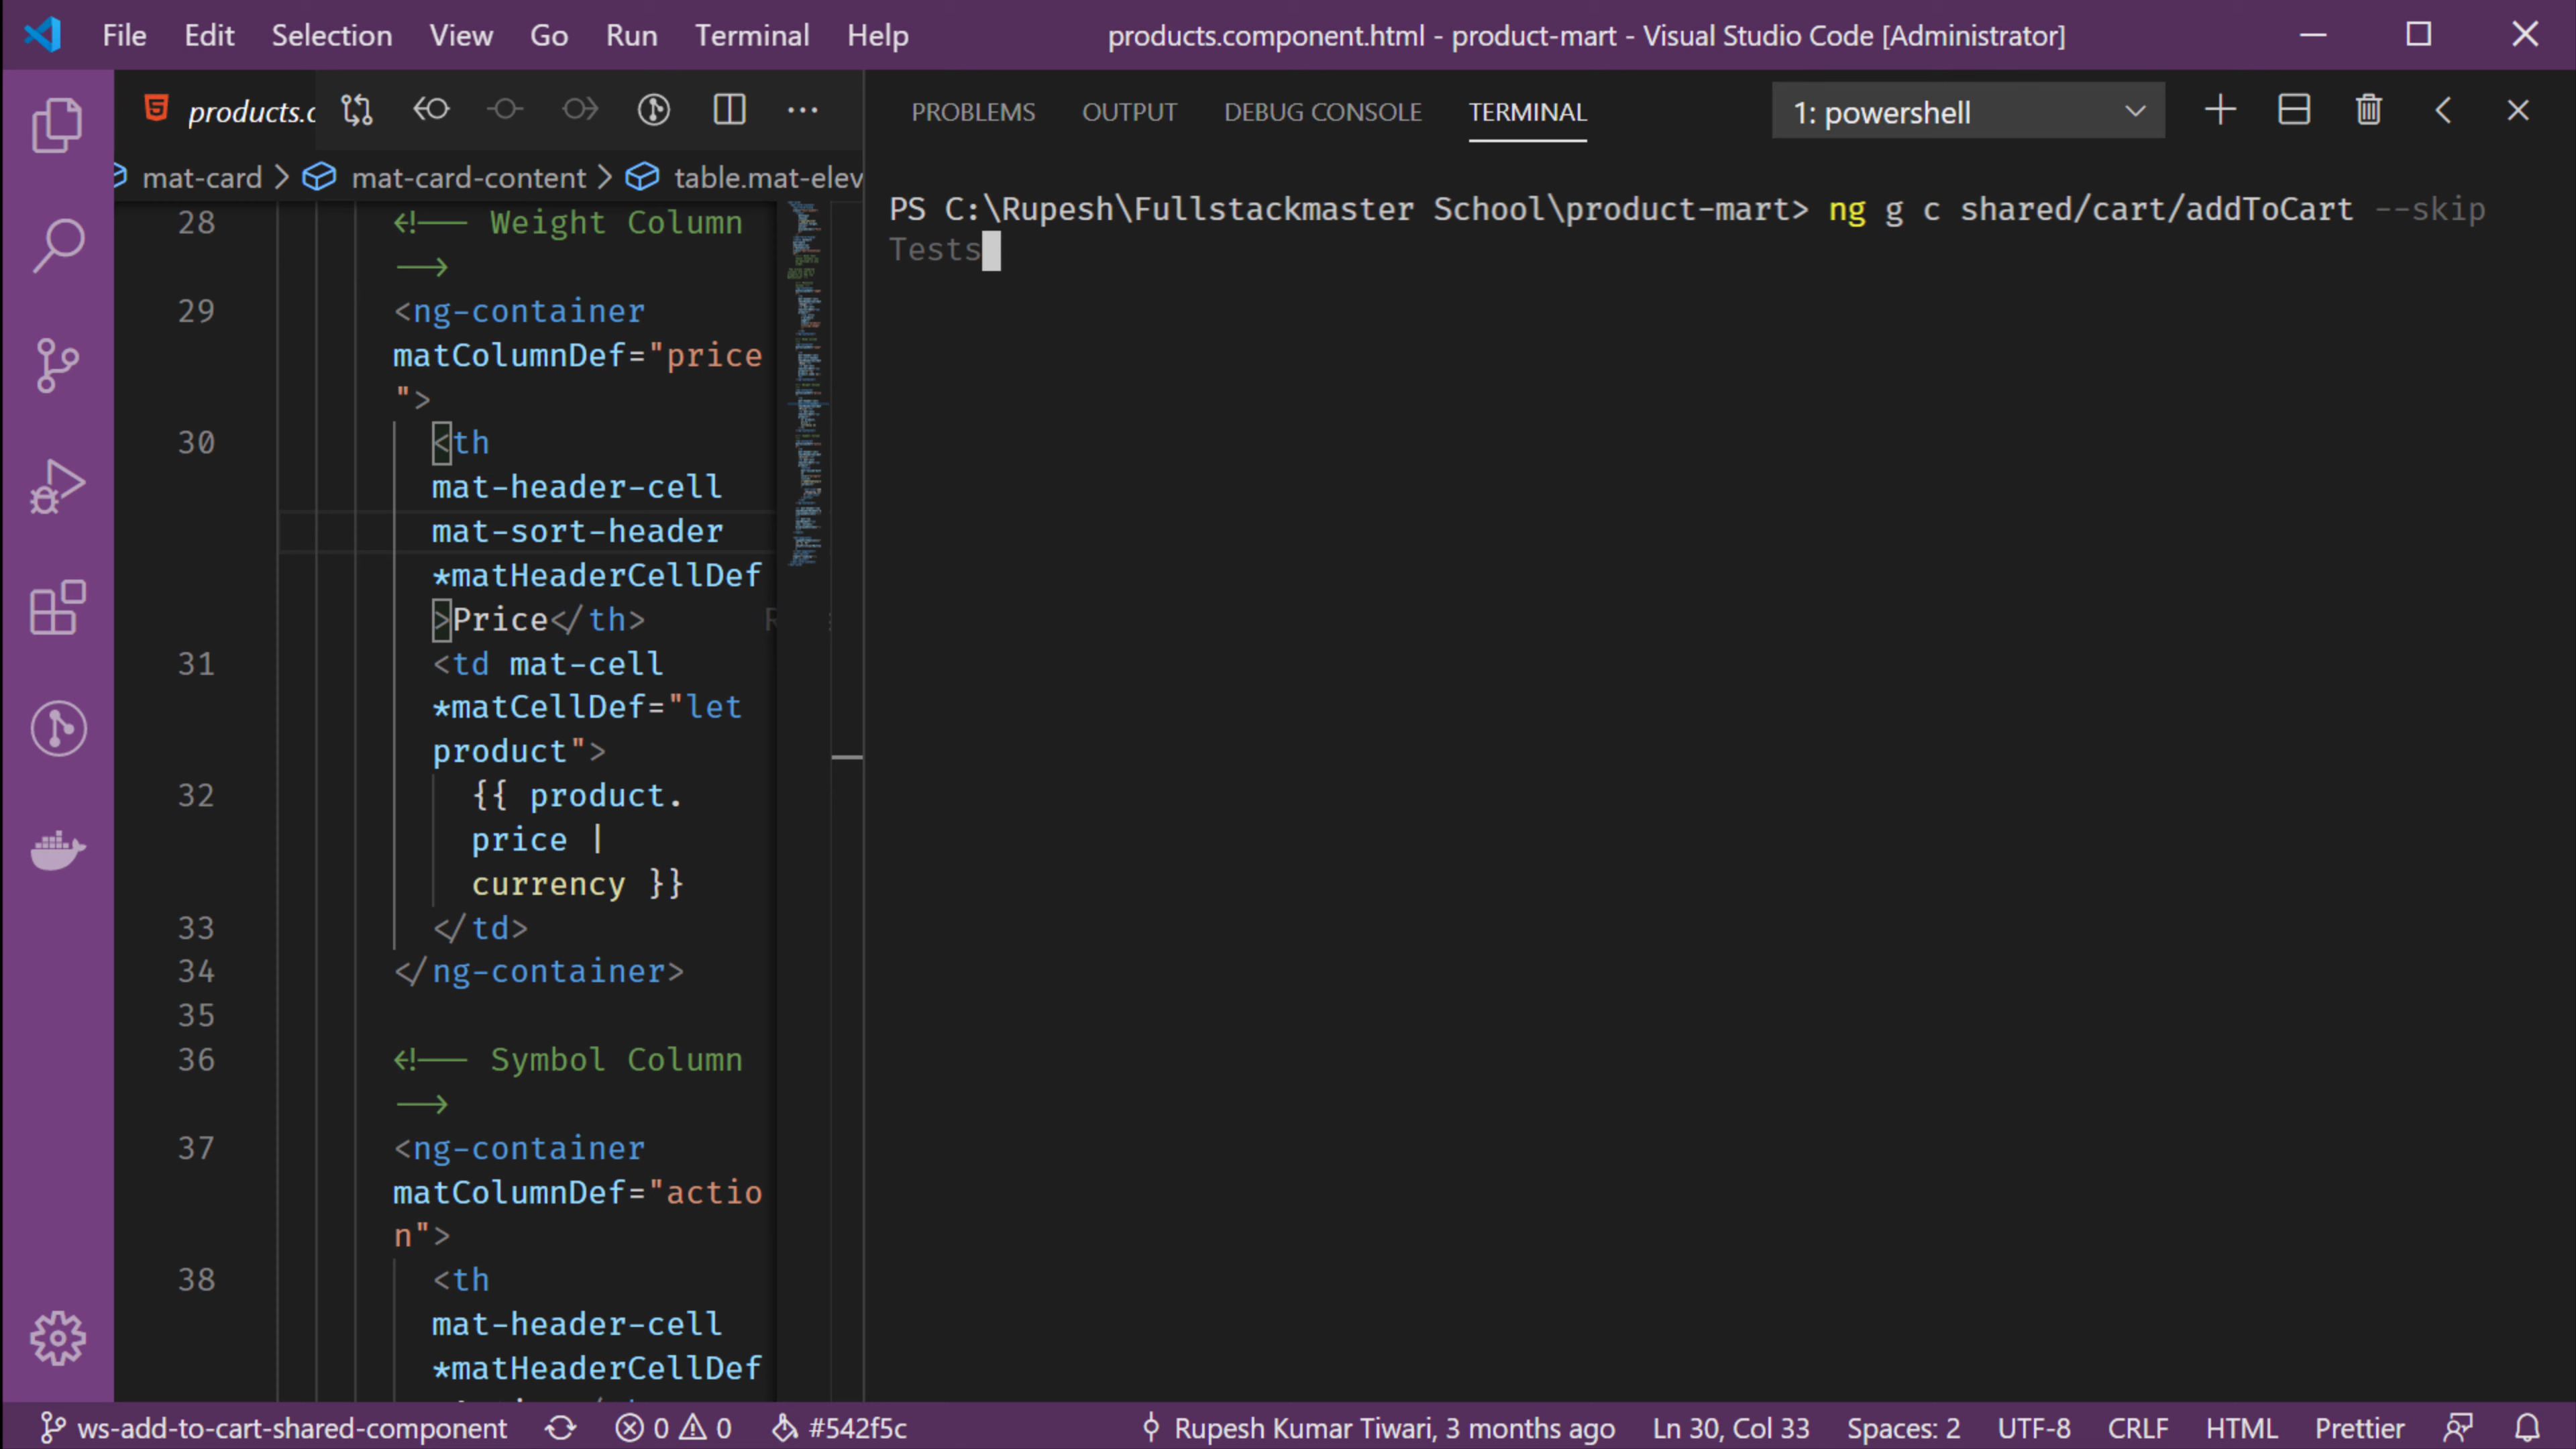 File Edit Selection View Go Run Terminal Help products.component.html - product-mart - Visual Studio Code [Administrator]
products.c
PROBLEMS OUTPUT DEBUG CONSOLE TERMINAL 1: powershell
mat-card > mat-card-content > table.mat-elev
PS C:\Rupesh\Fullstackmaster School\product-mart> ng g c shared/cart/addToCart --skip
Tests
28 <!-- Weight Column
-->
29 <ng-container
matColumnDef="price
">
30 <th
mat-header-cell
mat-sort-header
*matHeaderCellDef
>Price</th>
31 <td mat-cell
*matCellDef="let
product">
32 {{ product.
price |
currency }}
33 </td>
34 </ng-container>
35
36 <!-- Symbol Column
-->
37 <ng-container
matColumnDef="actio
n">
38 <th
mat-header-cell
*matHeaderCellDef
ws-add-to-cart-shared-component 0 0 #542f5c Rupesh Kumar Tiwari, 3 months ago Ln 30, Col 33 Spaces: 2 UTF-8 CRLF HTML Prettier